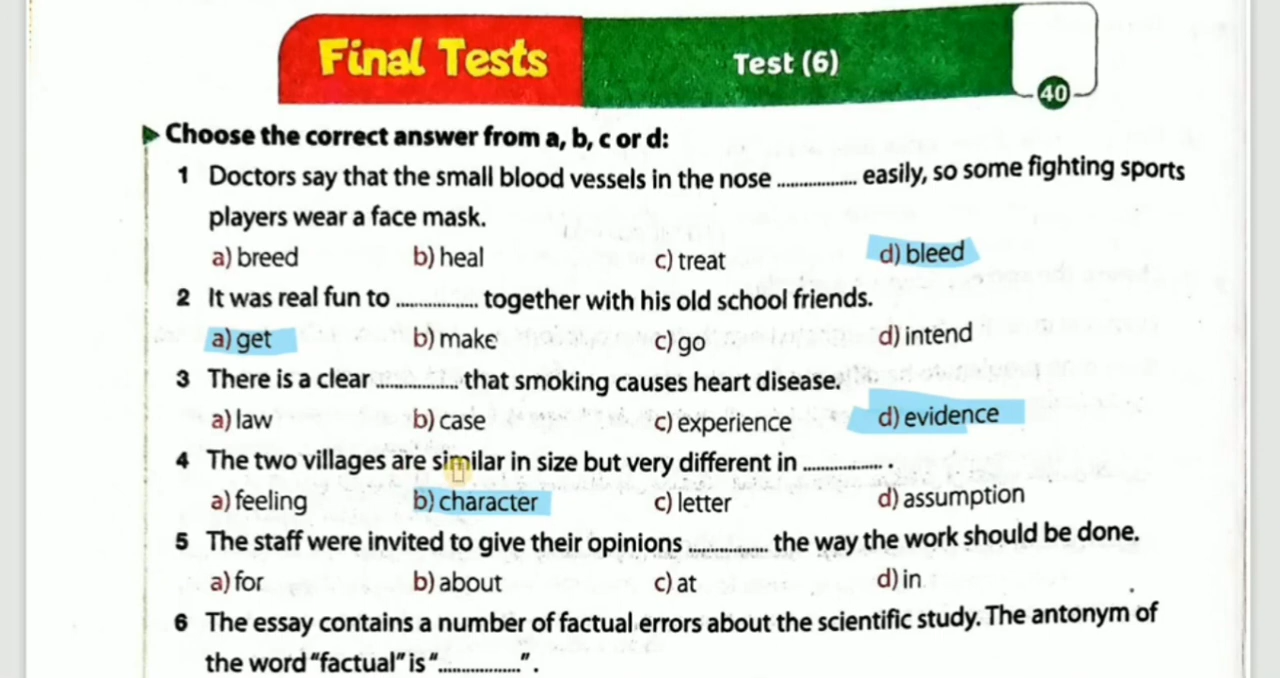 Final Tests
Test (6)
40
Choose the correct answer from a, b, c or d:
1 Doctors say that the small blood vessels in the nose ................ easily, so some fighting sports
players wear a face mask.
a) breed b) heal c) treat d) bleed
2 It was real fun to ................ together with his old school friends.
a) get b) make c) go d) intend
3 There is a clear ................ that smoking causes heart disease.
a) law b) case c) experience d) evidence
4 The two villages are similar in size but very different in ................ .
a) feeling b) character c) letter d) assumption
5 The staff were invited to give their opinions ................ the way the work should be done.
a) for b) about c) at d) in
6 The essay contains a number of factual errors about the scientific study. The antonym of
the word "factual" is "................" .